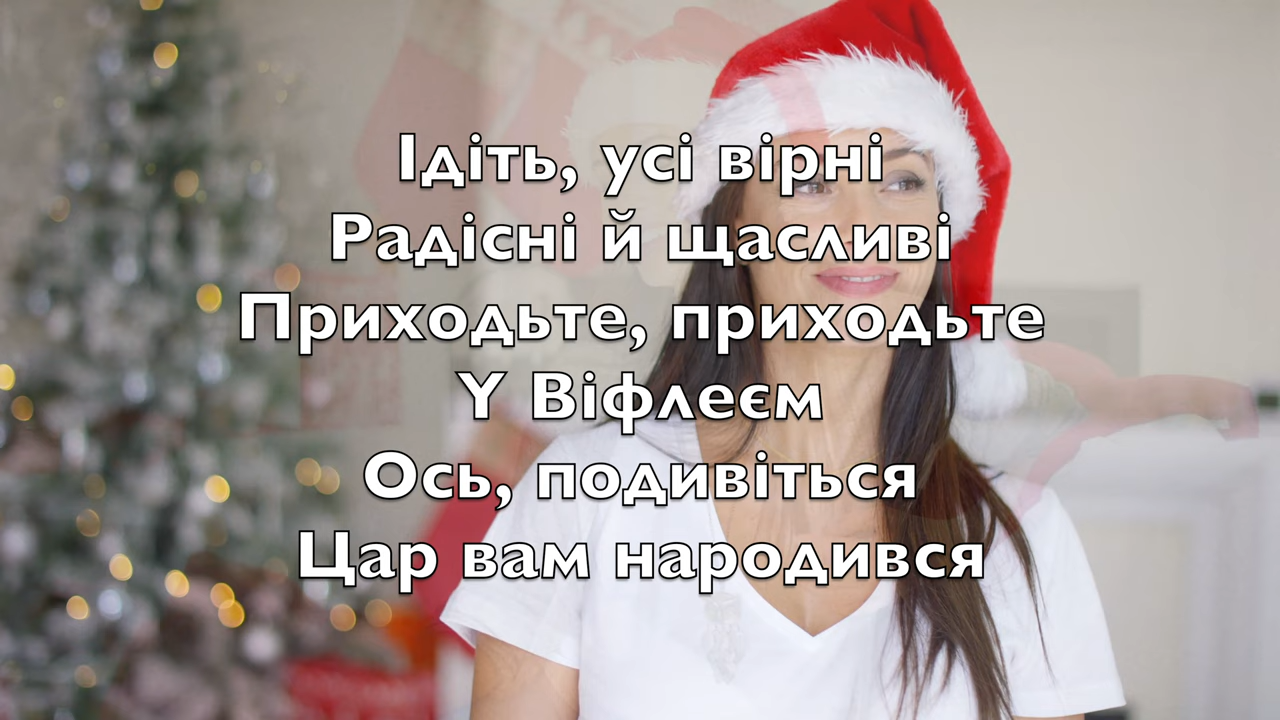 Ідіть, усі вірні
Радісні й щасливі
Приходьте, приходьте
У Віфлеєм
Ось, подивіться
Цар вам народився